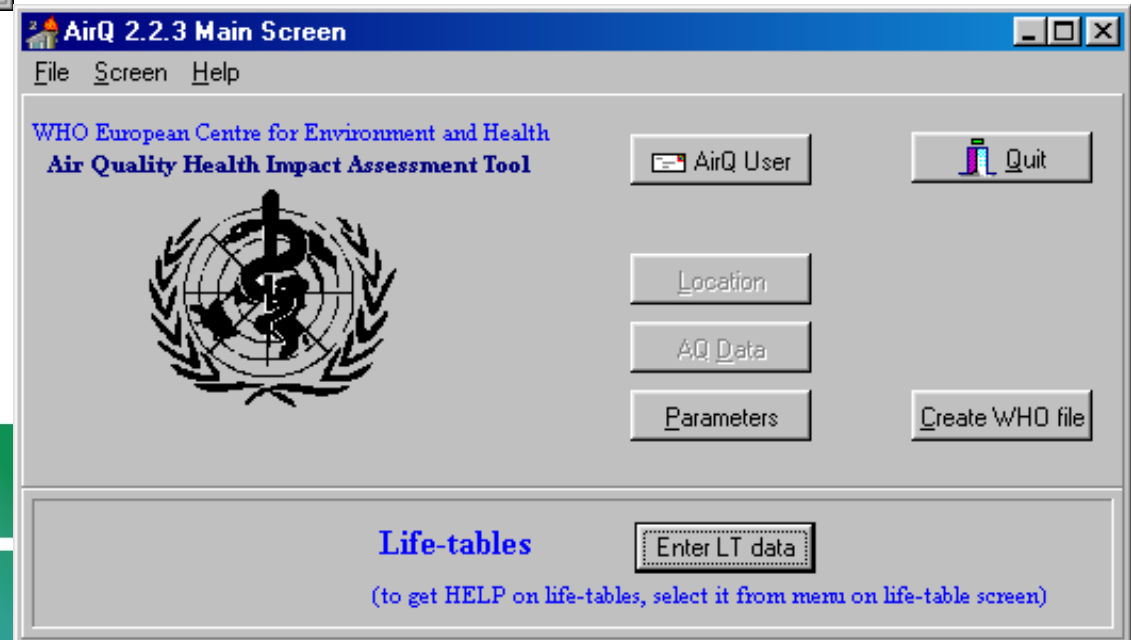 AirQ 2.2.3 Main Screen
File Screen Help
WHO European Centre for Environment and Health
Air Quality Health Impact Assessment Tool
AirQ User
Quit
Location
AQ Data
Parameters
Create WHO file
Life-tables
Enter LT data
(to get HELP on life-tables, select it from menu on life-table screen)